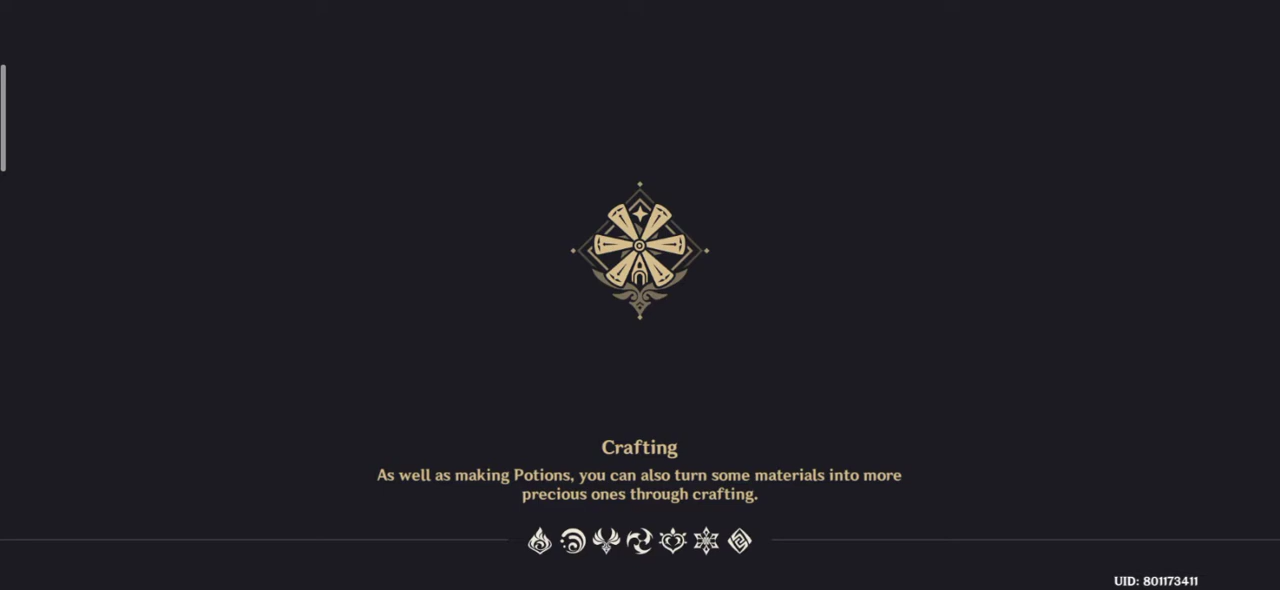 Crafting
As well as making Potions, you can also turn some materials into more
precious ones through crafting.
UID: 801173411